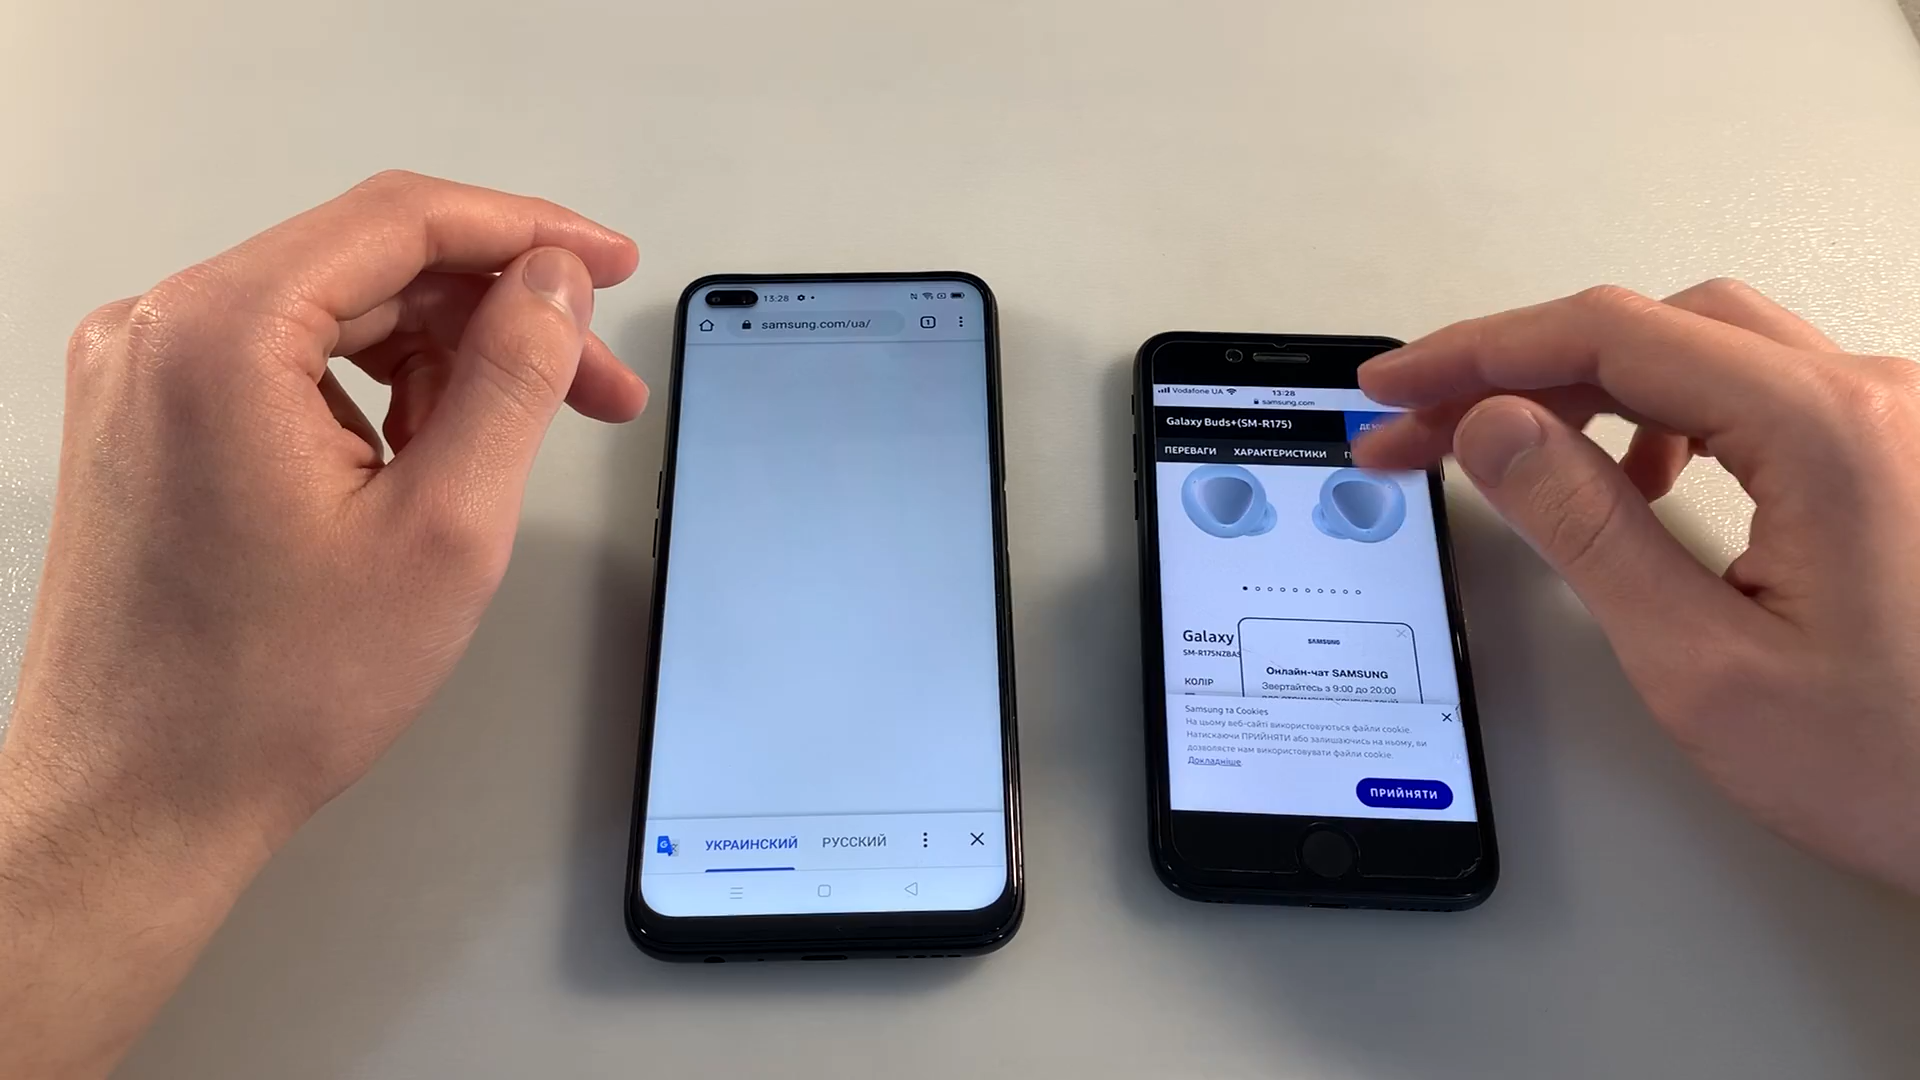 13:28
samsung.com/ua/
1
УКРАИНСКИЙ РУССКИЙ
Vodafone UA 13:28
samsung.com
Galaxy Buds+(SM-R175)
ПЕРЕВАГИ ХАРАКТЕРИСТИКИ
Galaxy
КОЛІР
SAMSUNG
Онлайн-чат SAMSUNG
Звертайтесь з 9:00 до 20:00
Samsung та Cookies
На цьому веб-сайті використовуються файли cookie.
Натискаючи ПРИЙНЯТИ або залишаючись на ньому, ви
дозволяєте нам використовувати файли cookie.
Докладніше
ПРИЙНЯТИ